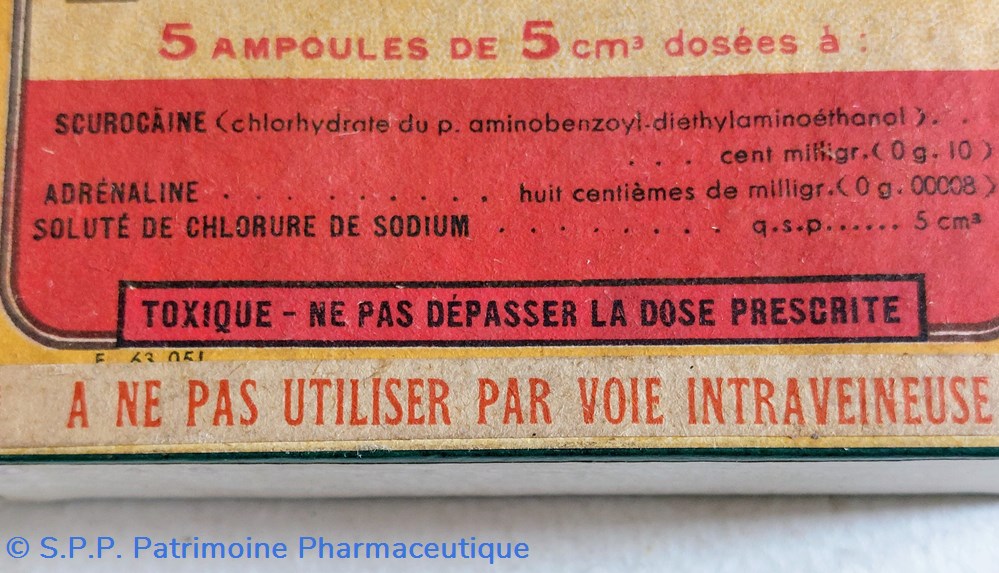 5 AMPOULES DE 5 cm³ dosées à :
SCUROCAÏNE (chlorhydrate du p. aminobenzoyl-diéthylaminoéthanol). .
. . . cent milligr. (0 g. 10)
ADRÉNALINE . . . . . . . . . . huit centièmes de milligr. (0 g. 00008)
SOLUTÉ DE CHLORURE DE SODIUM . . . . . . . . q.s.p...... 5 cm³
TOXIQUE - NE PAS DÉPASSER LA DOSE PRESCRITE
A NE PAS UTILISER PAR VOIE INTRAVEINEUSE
© S.P.P. Patrimoine Pharmaceutique